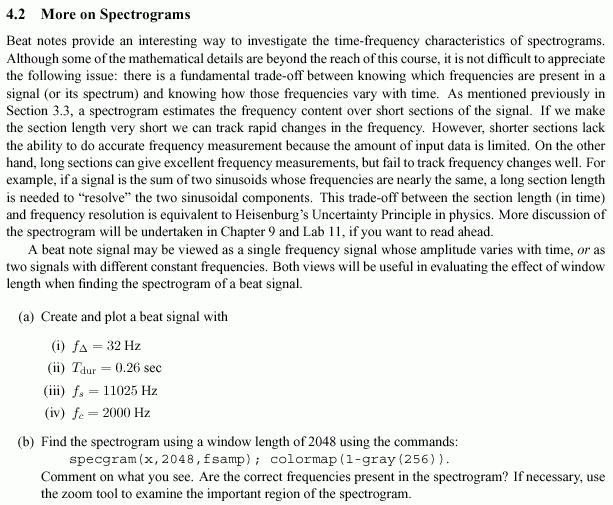 4.2 More on Spectrograms
Beat notes provide an interesting way to investigate the time-frequency characteristics of spectrograms.
Although some of the mathematical details are beyond the reach of this course, it is not difficult to appreciate
the following issue: there is a fundamental trade-off between knowing which frequencies are present in a
signal (or its spectrum) and knowing how those frequencies vary with time. As mentioned previously in
Section 3.3, a spectrogram estimates the frequency content over short sections of the signal. If we make
the section length very short we can track rapid changes in the frequency. However, shorter sections lack
the ability to do accurate frequency measurement because the amount of input data is limited. On the other
hand, long sections can give excellent frequency measurements, but fail to track frequency changes well. For
example, if a signal is the sum of two sinusoids whose frequencies are nearly the same, a long section length
is needed to “resolve” the two sinusoidal components. This trade-off between the section length (in time)
and frequency resolution is equivalent to Heisenburg’s Uncertainty Principle in physics. More discussion of
the spectrogram will be undertaken in Chapter 9 and Lab 11, if you want to read ahead.
A beat note signal may be viewed as a single frequency signal whose amplitude varies with time, or as
two signals with different constant frequencies. Both views will be useful in evaluating the effect of window
length when finding the spectrogram of a beat signal.
(a) Create and plot a beat signal with
(i) fΔ = 32 Hz
(ii) Tdur = 0.26 sec
(iii) fs = 11025 Hz
(iv) fc = 2000 Hz
(b) Find the spectrogram using a window length of 2048 using the commands:
specgram(x,2048,fsamp); colormap(1-gray(256)).
Comment on what you see. Are the correct frequencies present in the spectrogram? If necessary, use
the zoom tool to examine the important region of the spectrogram.